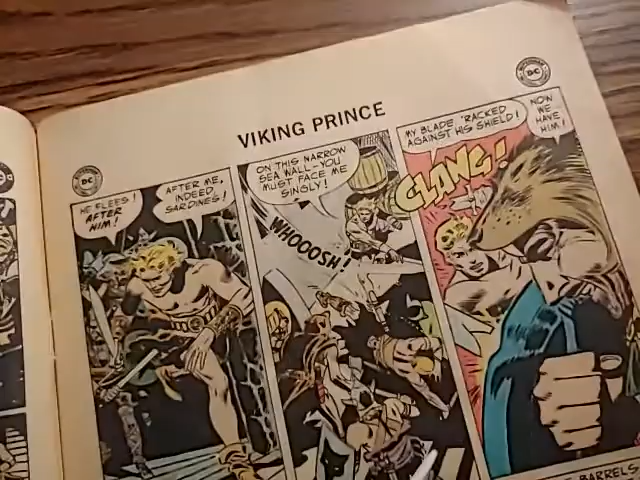 VIKING PRINCE
DC
DC
HE FLEES!
AFTER
HIM!
AFTER ME,
INDEED,
SARDINES!
ON THIS NARROW
SEA WALL--YOU
MUST FACE ME
SINGLY!
WHOOOSH!
MY BLADE 'RACKED
AGAINST HIS SHIELD!
NOW
WE
HAVE
HIM!
CLANG!
BARRELS